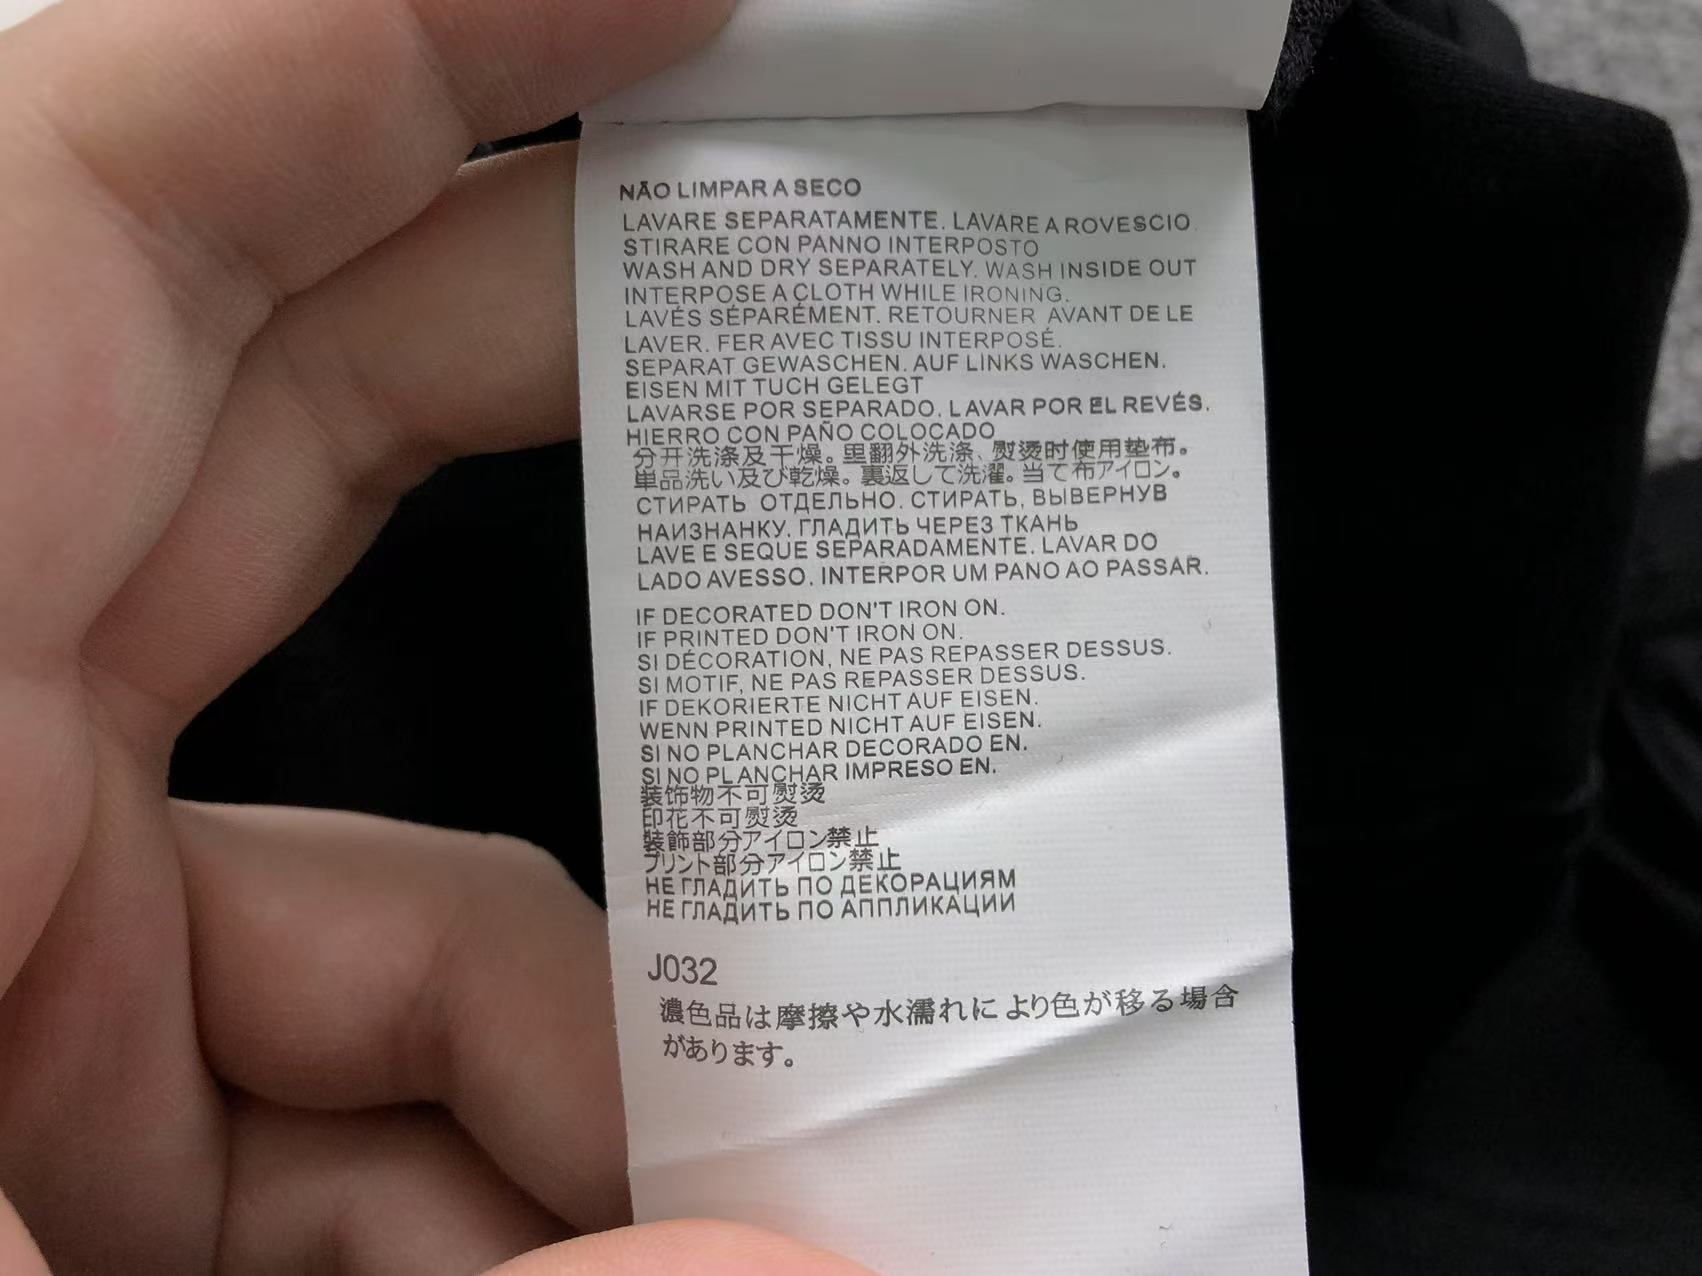 NÃO LIMPAR A SECO
LAVARE SEPARATAMENTE. LAVARE A ROVESCIO.
STIRARE CON PANNO INTERPOSTO
WASH AND DRY SEPARATELY. WASH INSIDE OUT
INTERPOSE A CLOTH WHILE IRONING.
LAVÉS SÉPARÉMENT. RETOURNER AVANT DE LE
LAVER. FER AVEC TISSU INTERPOSÉ.
SEPARAT GEWASCHEN. AUF LINKS WASCHEN.
EISEN MIT TUCH GELEGT
LAVARSE POR SEPARADO. LAVAR POR EL REVÉS.
HIERRO CON PAÑO COLOCADO
分开洗涤及干燥。里翻外洗涤、熨烫时使用垫布。
単品洗い及び乾燥。裏返して洗濯。当て布アイロン。
СТИРАТЬ ОТДЕЛЬНО. СТИРАТЬ, ВЫВЕРНУВ
НАИЗНАНКУ. ГЛАДИТЬ ЧЕРЕЗ ТКАНЬ
LAVE E SEQUE SEPARADAMENTE. LAVAR DO
LADO AVESSO. INTERPOR UM PANO AO PASSAR.
IF DECORATED DON'T IRON ON.
IF PRINTED DON'T IRON ON.
SI DÉCORATION, NE PAS REPASSER DESSUS.
SI MOTIF, NE PAS REPASSER DESSUS.
IF DEKORIERTE NICHT AUF EISEN.
WENN PRINTED NICHT AUF EISEN.
SI NO PLANCHAR DECORADO EN.
SI NO PLANCHAR IMPRESO EN.
装饰物不可熨烫
印花不可熨烫
装飾部分アイロン禁止
プリント部分アイロン禁止
НЕ ГЛАДИТЬ ПО ДЕКОРАЦИЯМ
НЕ ГЛАДИТЬ ПО АППЛИКАЦИИ
J032
濃色品は摩擦や水濡れにより色が移る場合
があります。